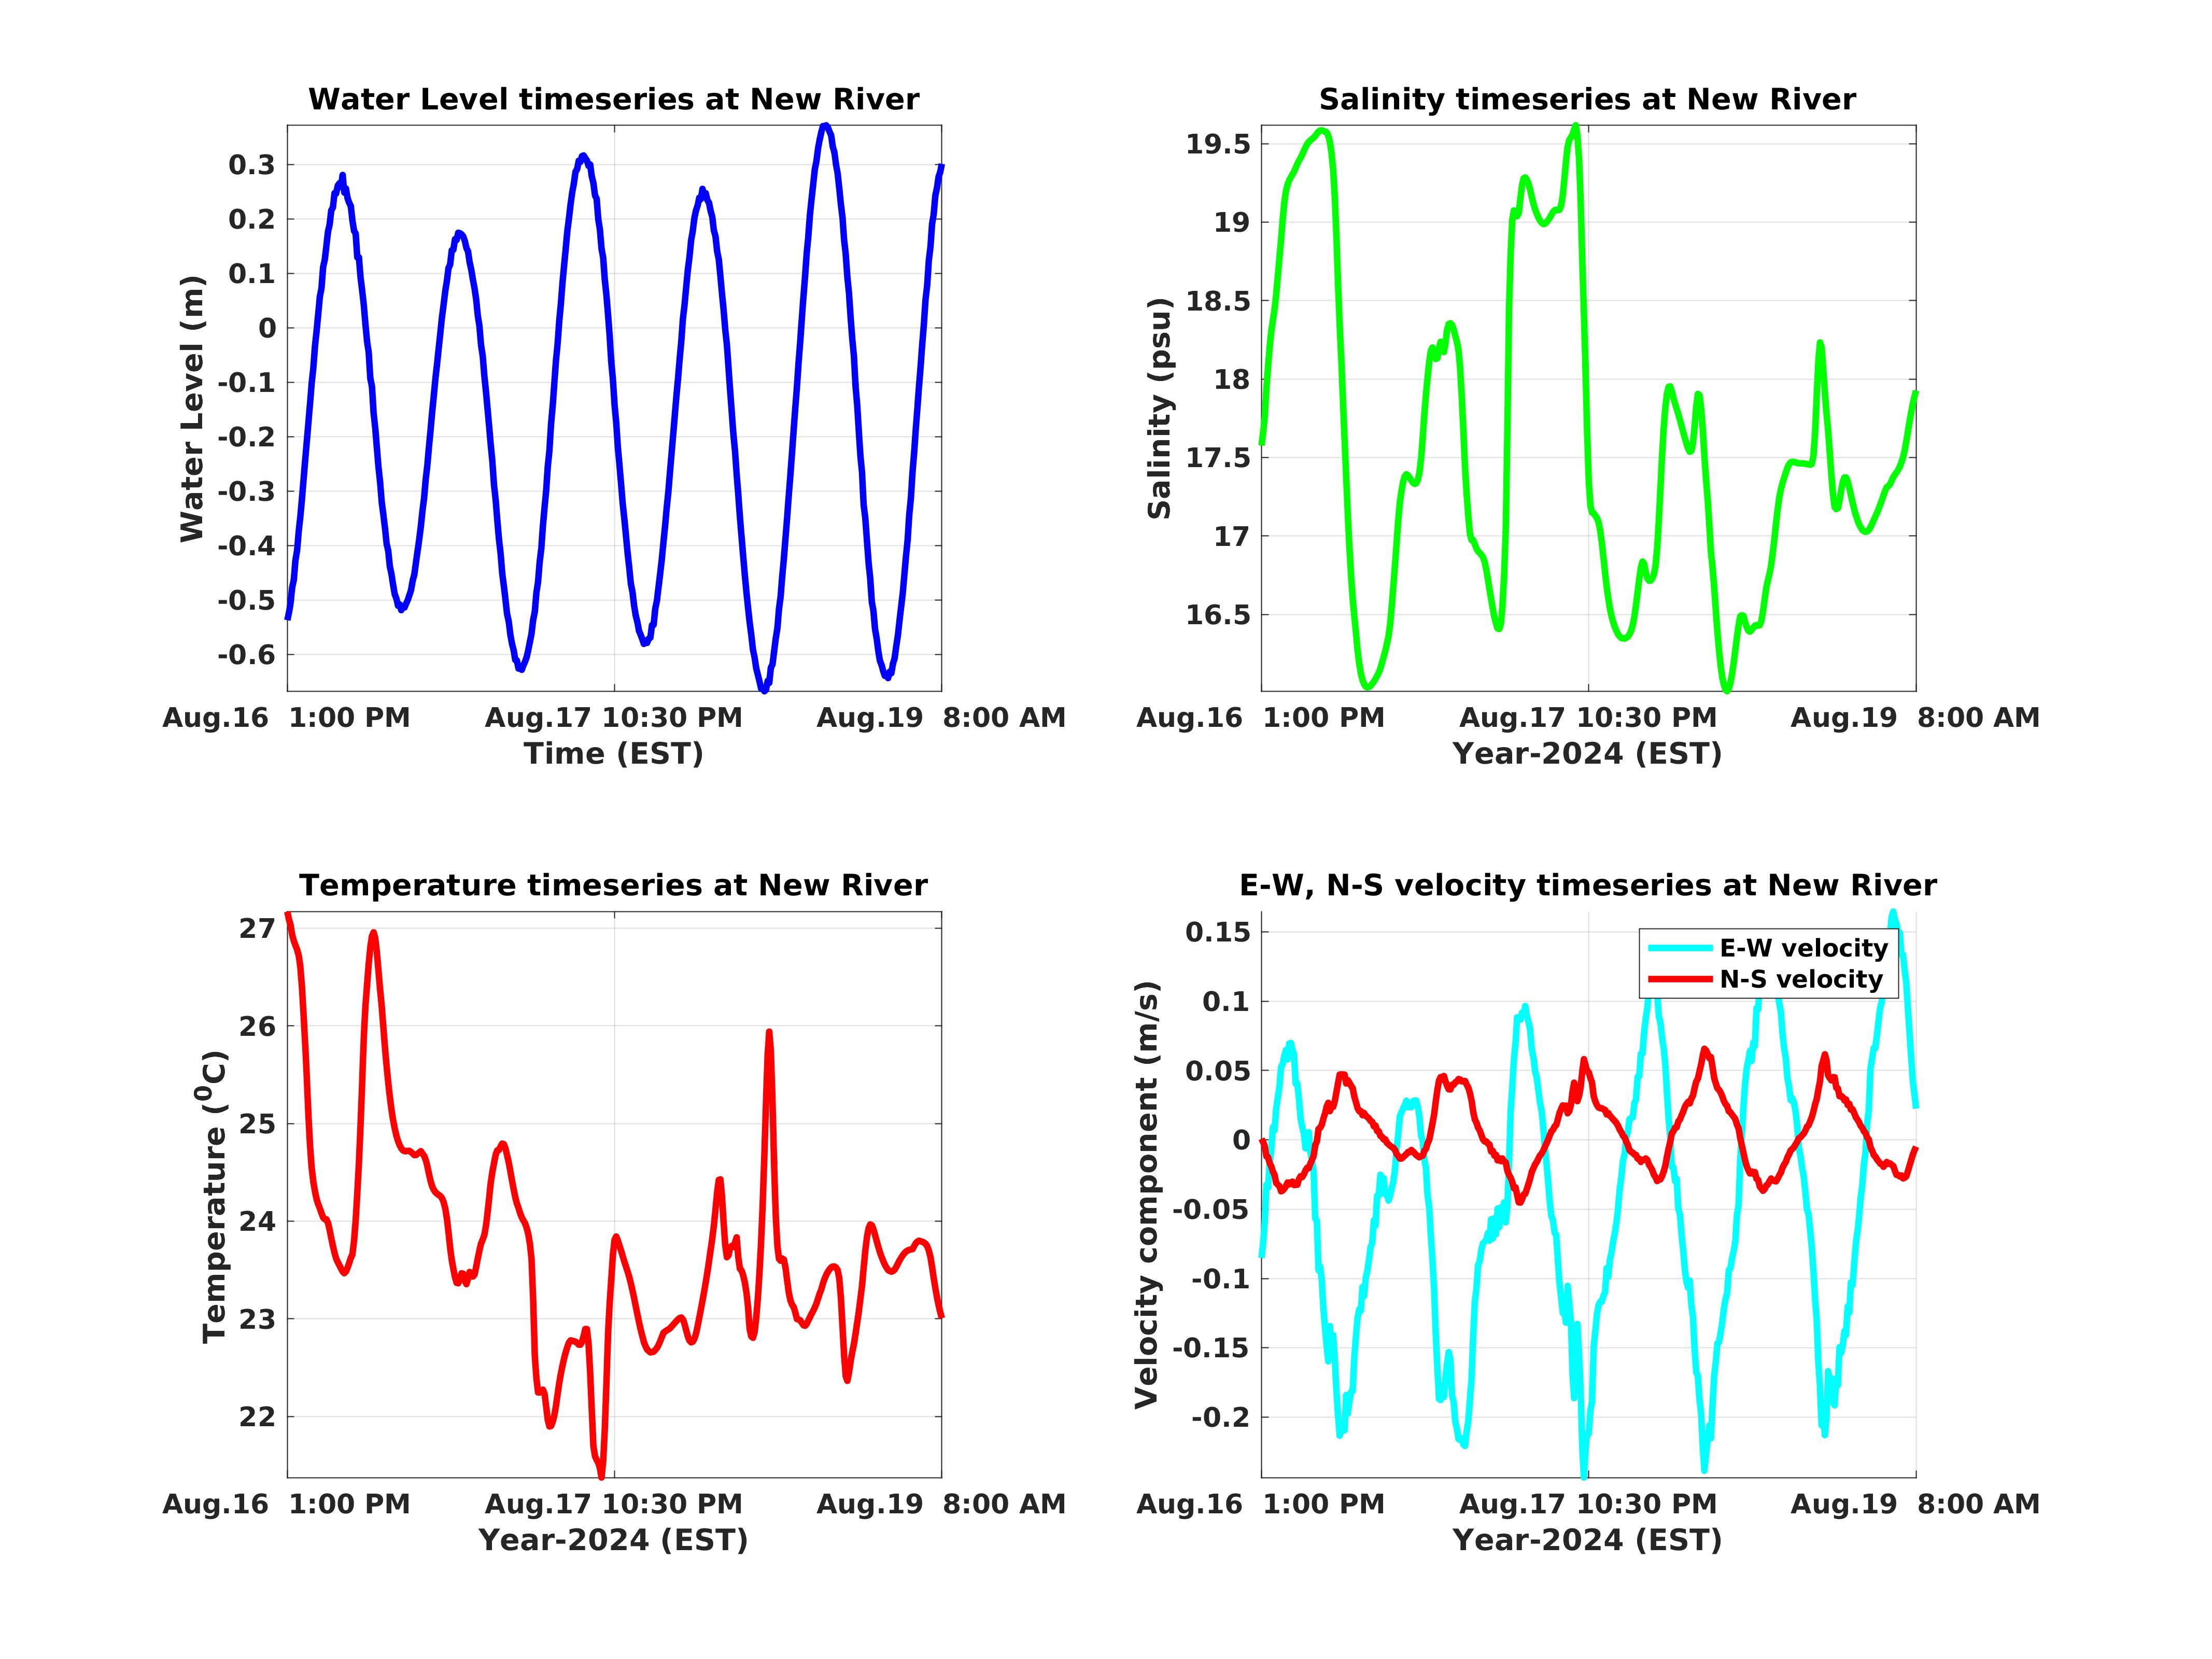 Water Level timeseries at New River
Water Level (m)
0.3
0.2
0.1
0
-0.1
-0.2
-0.3
-0.4
-0.5
-0.6
Aug.16 1:00 PM
Aug.17 10:30 PM
Aug.19 8:00 AM
Time (EST)
Salinity timeseries at New River
Salinity (psu)
19.5
19
18.5
18
17.5
17
16.5
Aug.16 1:00 PM
Aug.17 10:30 PM
Aug.19 8:00 AM
Year-2024 (EST)
Temperature timeseries at New River
Temperature (⁰C)
27
26
25
24
23
22
Aug.16 1:00 PM
Aug.17 10:30 PM
Aug.19 8:00 AM
Year-2024 (EST)
E-W, N-S velocity timeseries at New River
Velocity component (m/s)
0.15
0.1
0.05
0
-0.05
-0.1
-0.15
-0.2
E-W velocity
N-S velocity
Aug.16 1:00 PM
Aug.17 10:30 PM
Aug.19 8:00 AM
Year-2024 (EST)